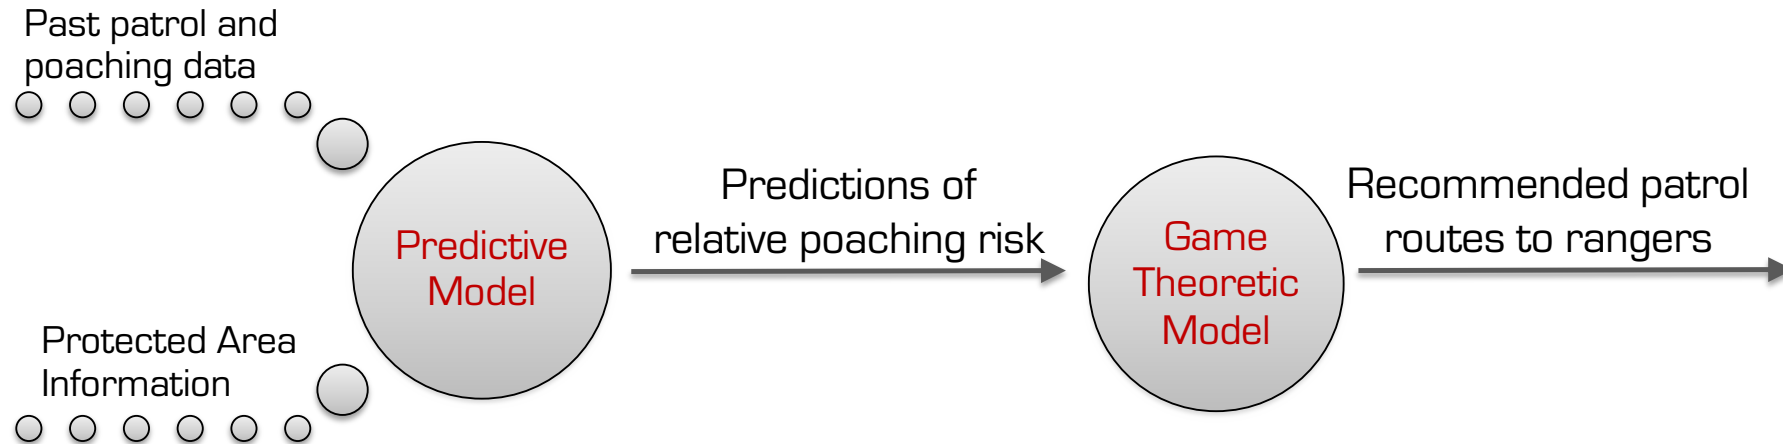 Past patrol and
poaching data
Protected Area
Information
Predictive
Model
Predictions of
relative poaching risk
Game
Theoretic
Model
Recommended patrol
routes to rangers